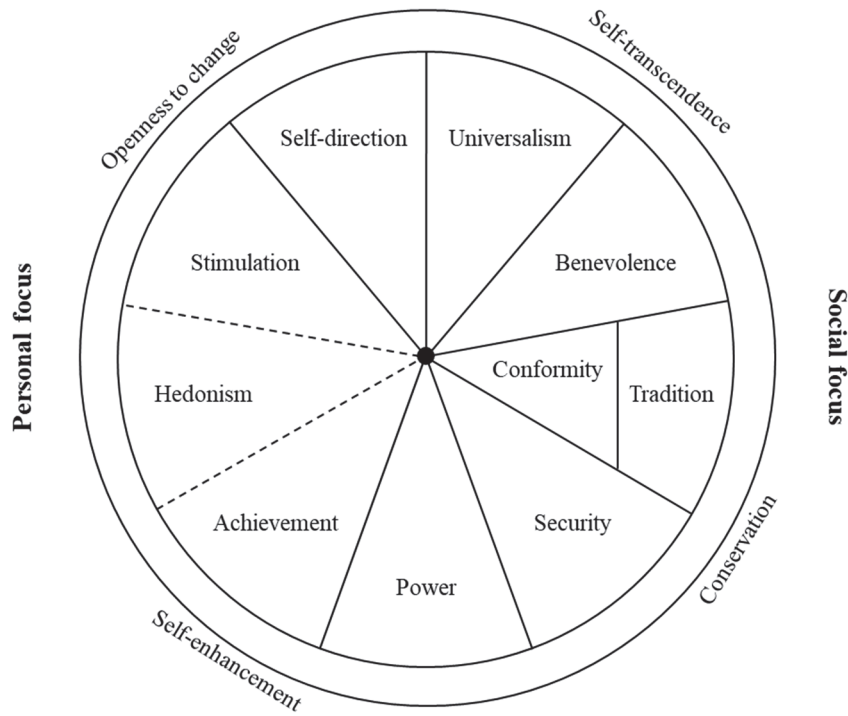 Openness to change
Self-transcendence
Self-direction
Universalism
Stimulation
Benevolence
Personal focus
Social focus
Hedonism
Conformity
Tradition
Achievement
Security
Power
Self-enhancement
Conservation